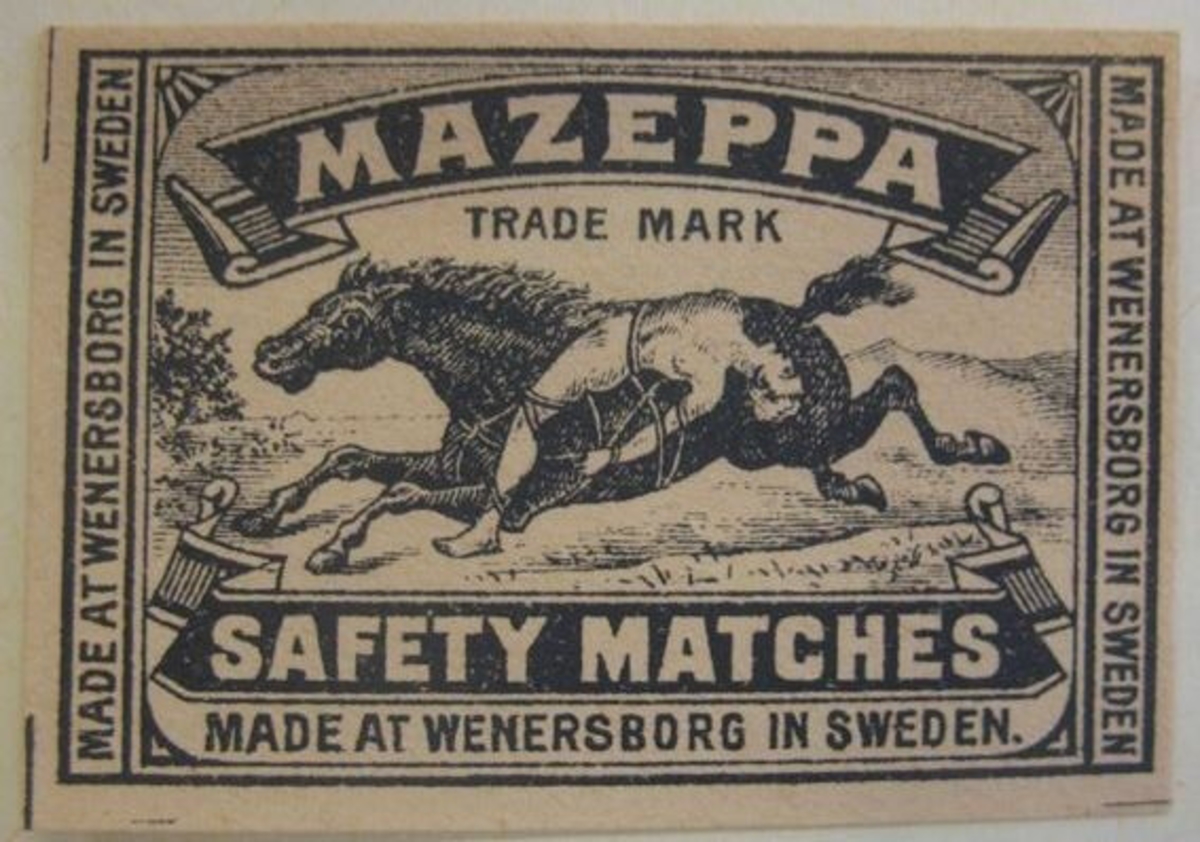 MADE AT WENERSBORG IN SWEDEN
MAZEPPA
TRADE MARK
SAFETY MATCHES
MADE AT WENERSBORG IN SWEDEN.
MADE AT WENERSBORG IN SWEDEN